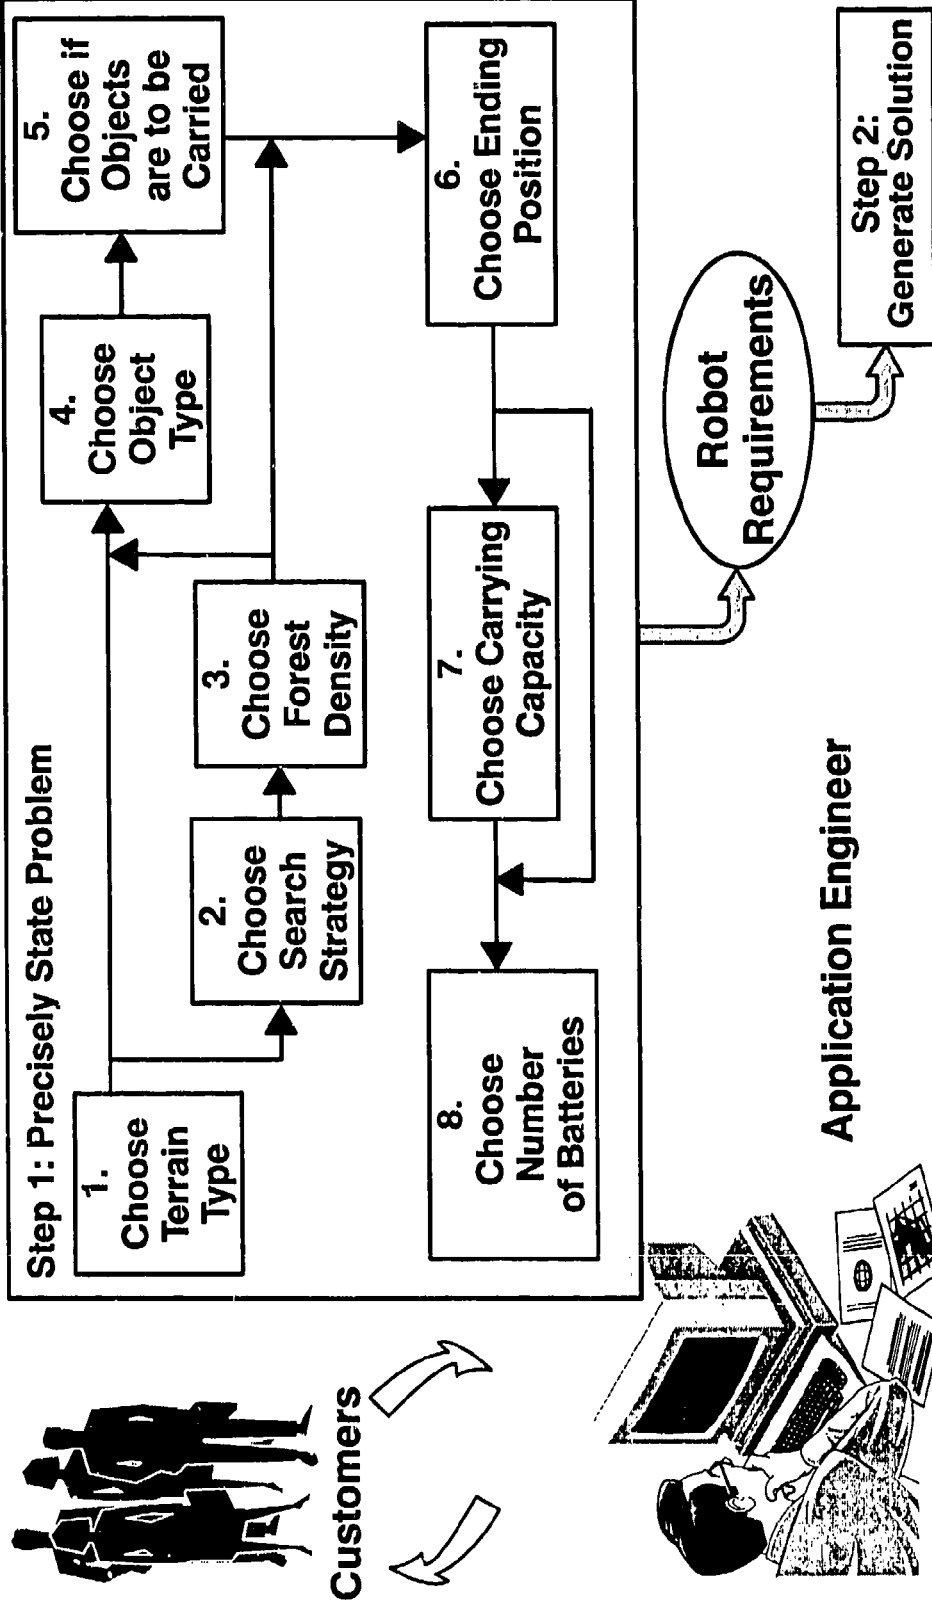 Step 1: Precisely State Problem
1.
Choose
Terrain
Type
2.
Choose
Search
Strategy
3.
Choose
Forest
Density
4.
Choose
Object
Type
5.
Choose if
Objects
are to be
Carried
6.
Choose Ending
Position
7.
Choose Carrying
Capacity
8.
Choose
Number
of Batteries
Customers
Application Engineer
Robot
Requirements
Step 2:
Generate Solution